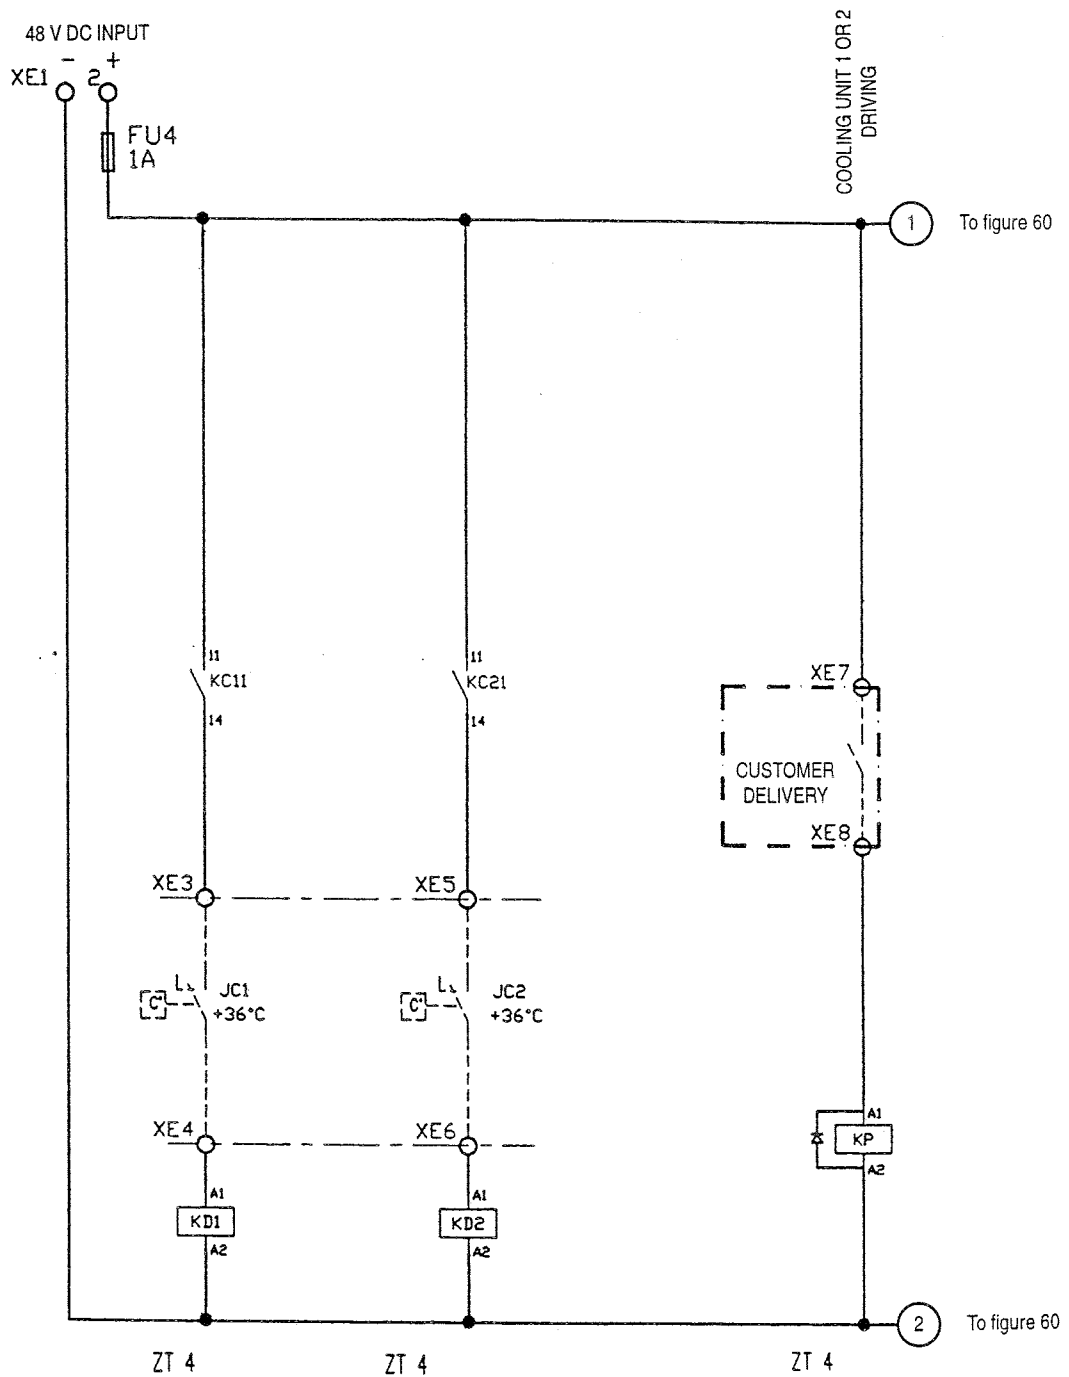 48 V DC INPUT
- +
XE1 2
FU4
1A
COOLING UNIT 1 OR 2
DRIVING
1 To figure 60
11
KC11
14
11
KC21
14
XE7
CUSTOMER
DELIVERY
XE8
XE3
XE5
C° L
JC1
+36°C
C° L
JC2
+36°C
XE4
XE6
A1
KD1
A2
A1
KD2
A2
A1
KP
A2
2 To figure 60
ZT 4
ZT 4
ZT 4